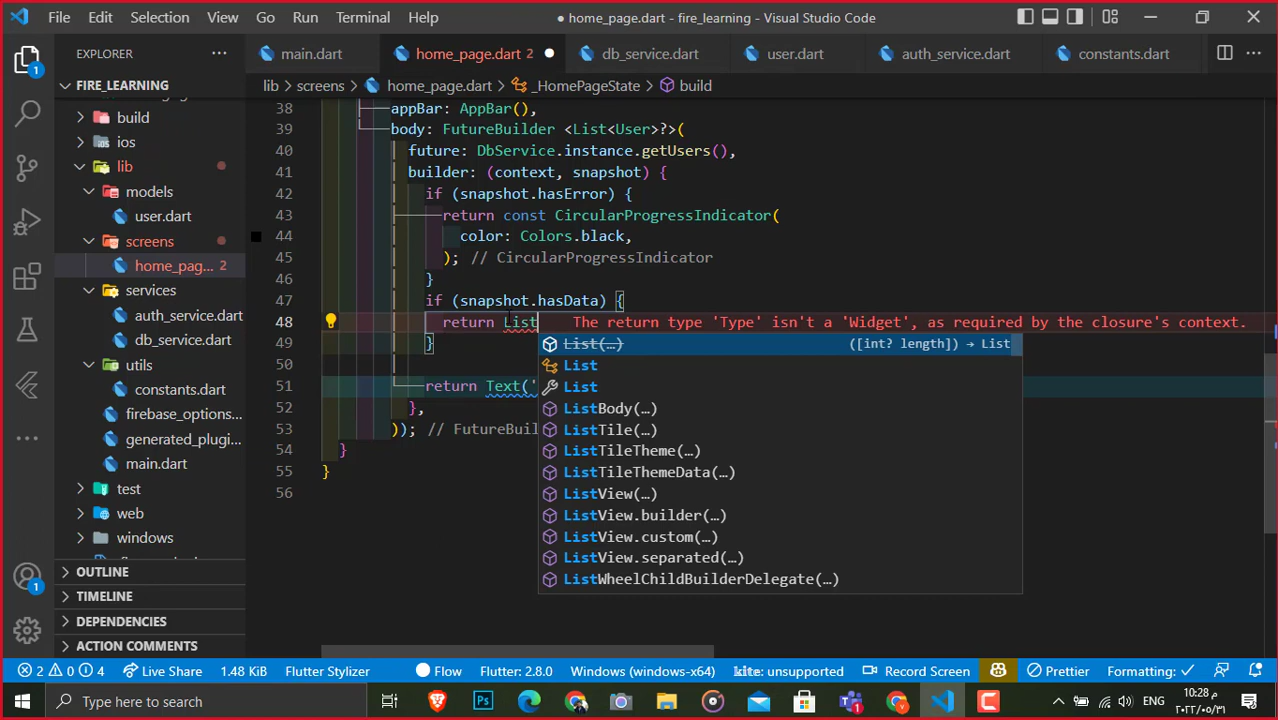 File Edit Selection View Go Run Terminal Help
● home_page.dart - fire_learning - Visual Studio Code
EXPLORER
main.dart
home_page.dart 2
db_service.dart
user.dart
auth_service.dart
constants.dart
FIRE_LEARNING
lib > screens > home_page.dart > _HomePageState > build
build
ios
lib
models
user.dart
screens
home_pag... 2
services
auth_service.dart
db_service.dart
utils
constants.dart
firebase_options...
generated_plugi...
main.dart
test
web
windows
OUTLINE
TIMELINE
DEPENDENCIES
ACTION COMMENTS
1
1
38 appBar: AppBar(),
39 body: FutureBuilder <List<User>?>(
40 future: DbService.instance.getUsers(),
41 builder: (context, snapshot) {
42 if (snapshot.hasError) {
43 return const CircularProgressIndicator(
44 color: Colors.black,
45 ); // CircularProgressIndicator
46 }
47 if (snapshot.hasData) {
48 return List The return type 'Type' isn't a 'Widget', as required by the closure's context.
49 }
50
51 return Text('
52 },
53 )); // FutureBuil
54 }
55 }
56
List(…) ([int? length]) → List
List
List
ListBody(…)
ListTile(…)
ListTileTheme(…)
ListTileThemeData(…)
ListView(…)
ListView.builder(…)
ListView.custom(…)
ListView.separated(…)
ListWheelChildBuilderDelegate(…)
2 0 4 Live Share 1.48 KiB Flutter Stylizer Flow Flutter: 2.8.0 Windows (windows-x64) kite: unsupported Record Screen Prettier Formatting: ✓
Type here to search
Ps
ENG
10:28 م